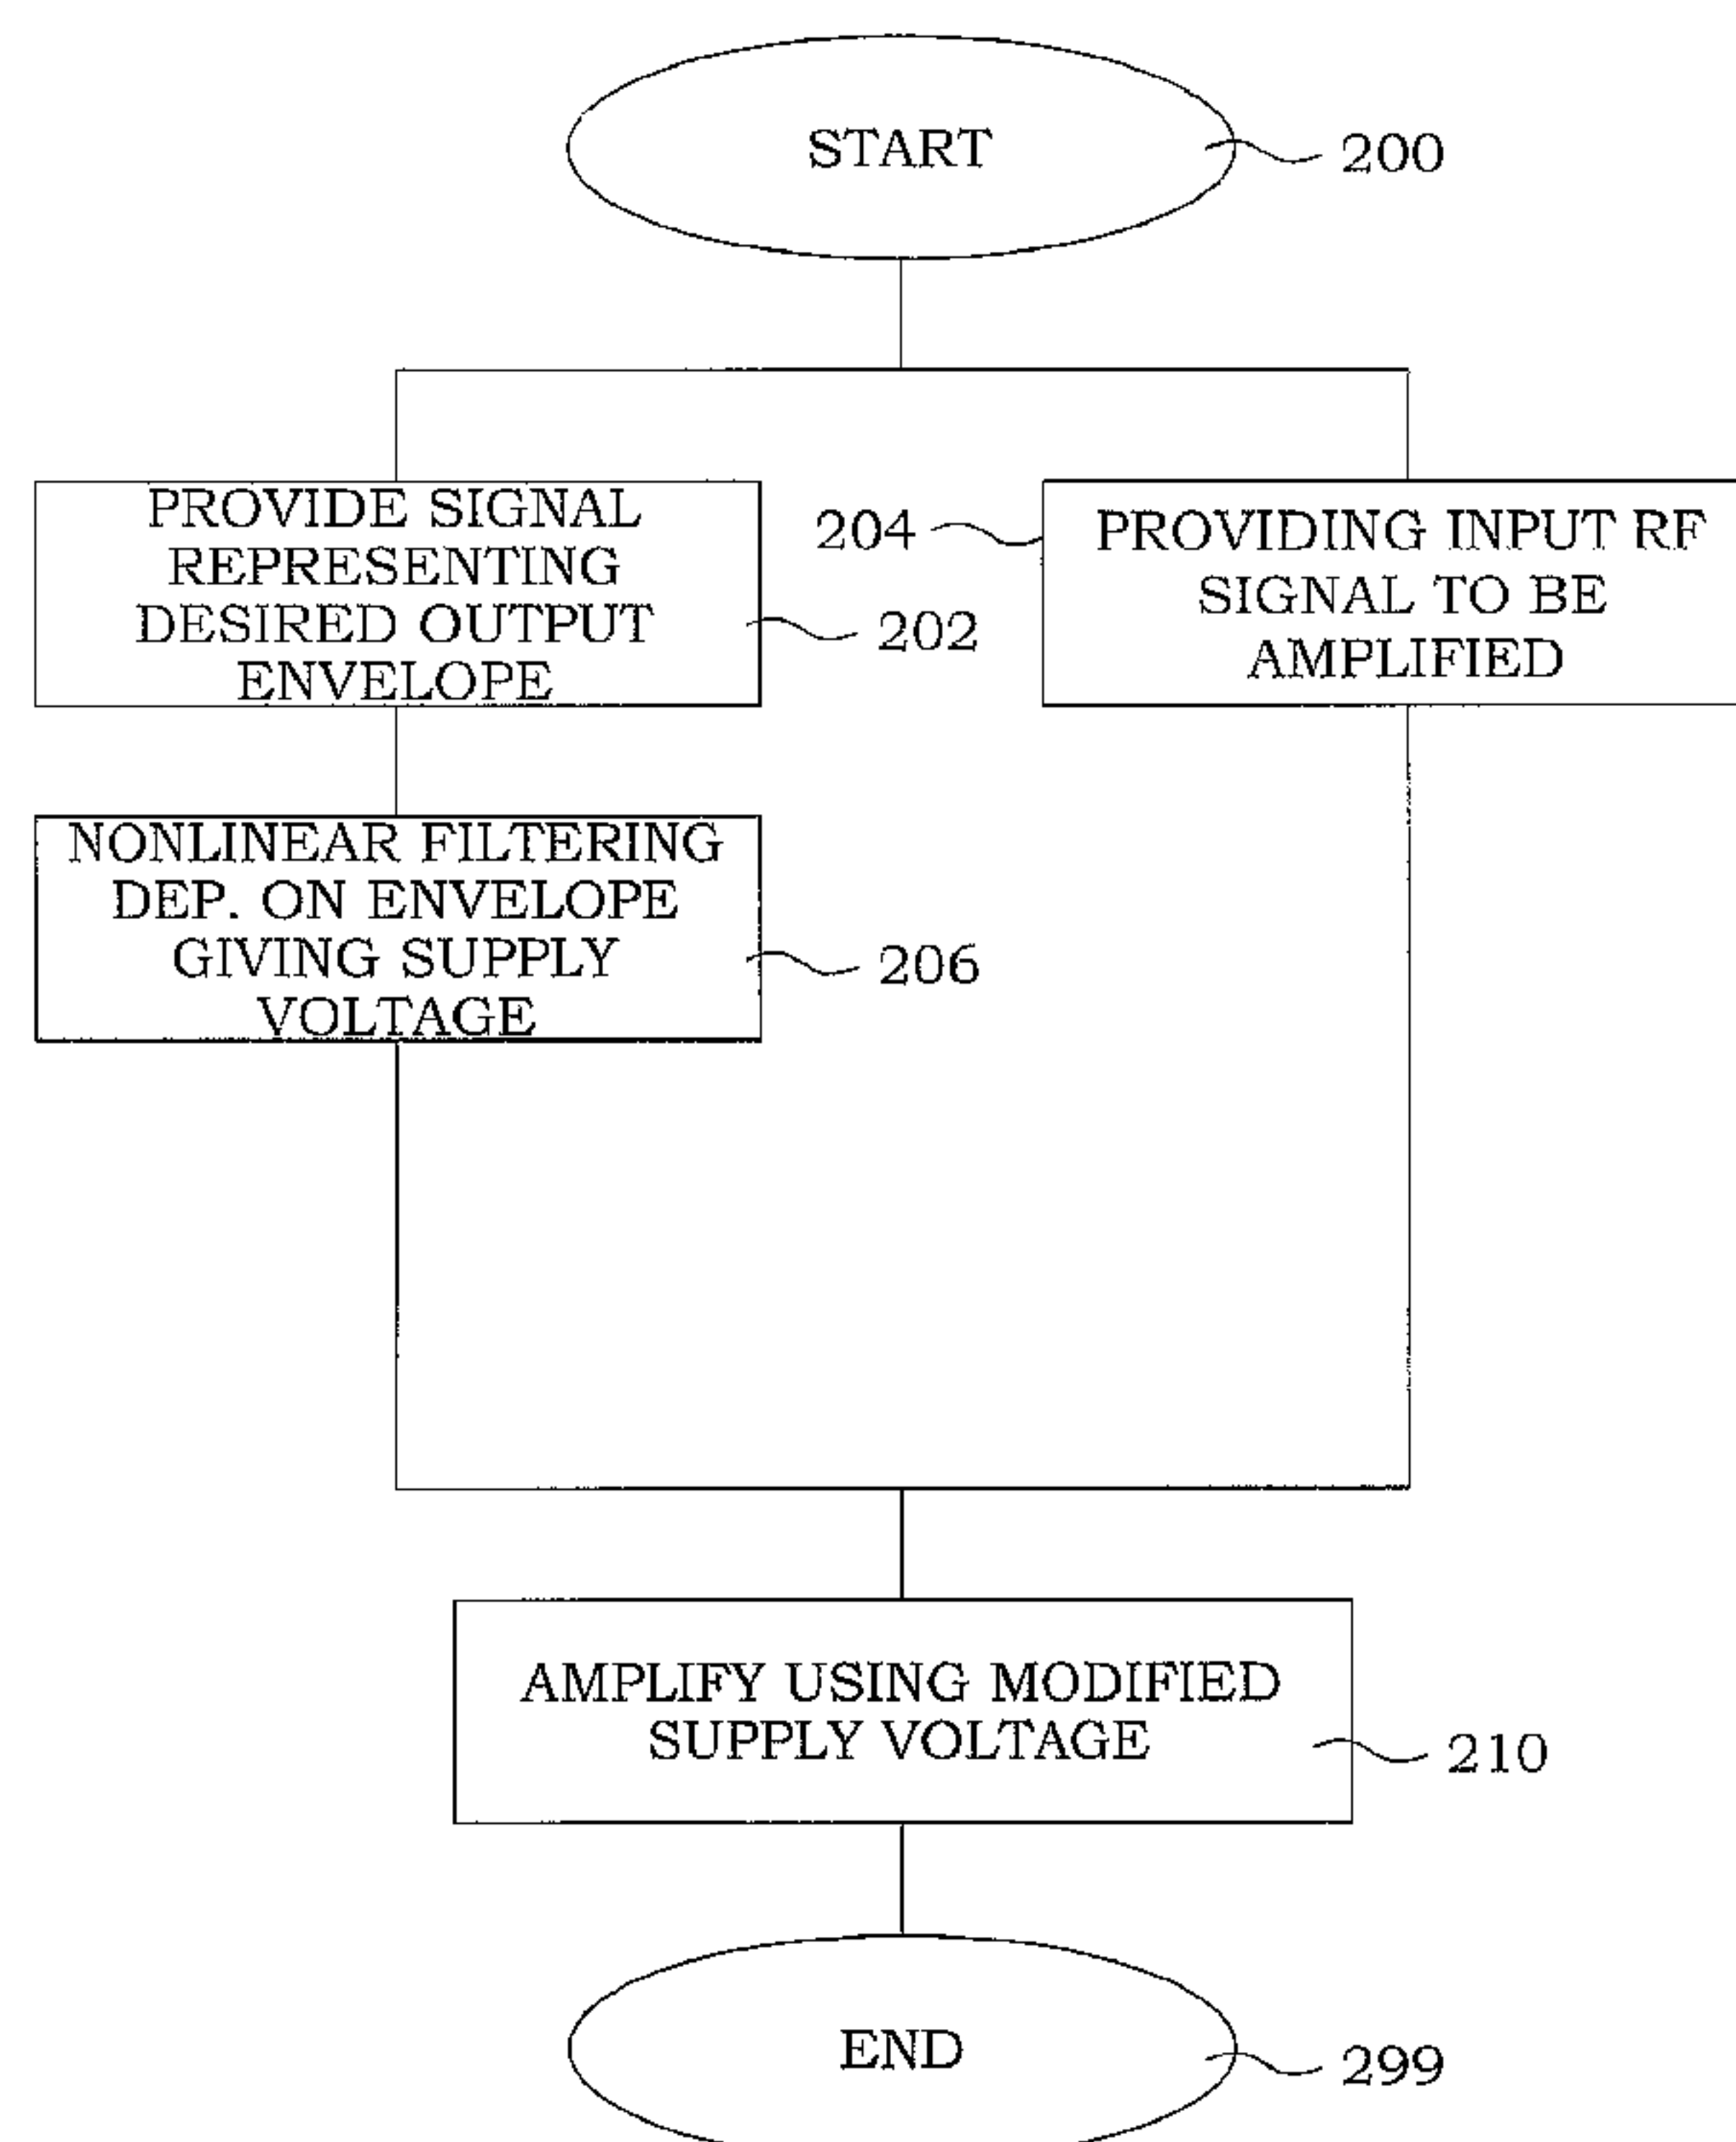 START
200
PROVIDE SIGNAL
REPRESENTING
DESIRED OUTPUT
ENVELOPE
202
204
PROVIDING INPUT RF
SIGNAL TO BE
AMPLIFIED
NONLINEAR FILTERING
DEP. ON ENVELOPE
GIVING SUPPLY
VOLTAGE
206
AMPLIFY USING MODIFIED
SUPPLY VOLTAGE
210
END
299